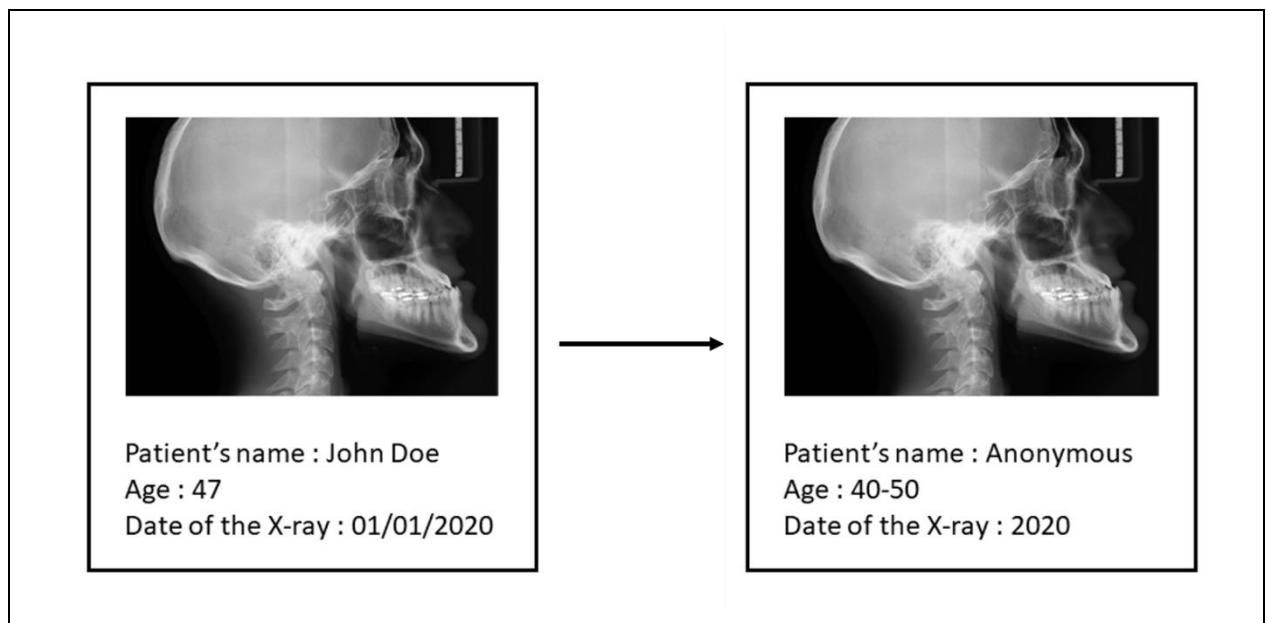 Patient's name : John Doe
Age : 47
Date of the X-ray : 01/01/2020
Patient's name : Anonymous
Age : 40-50
Date of the X-ray : 2020